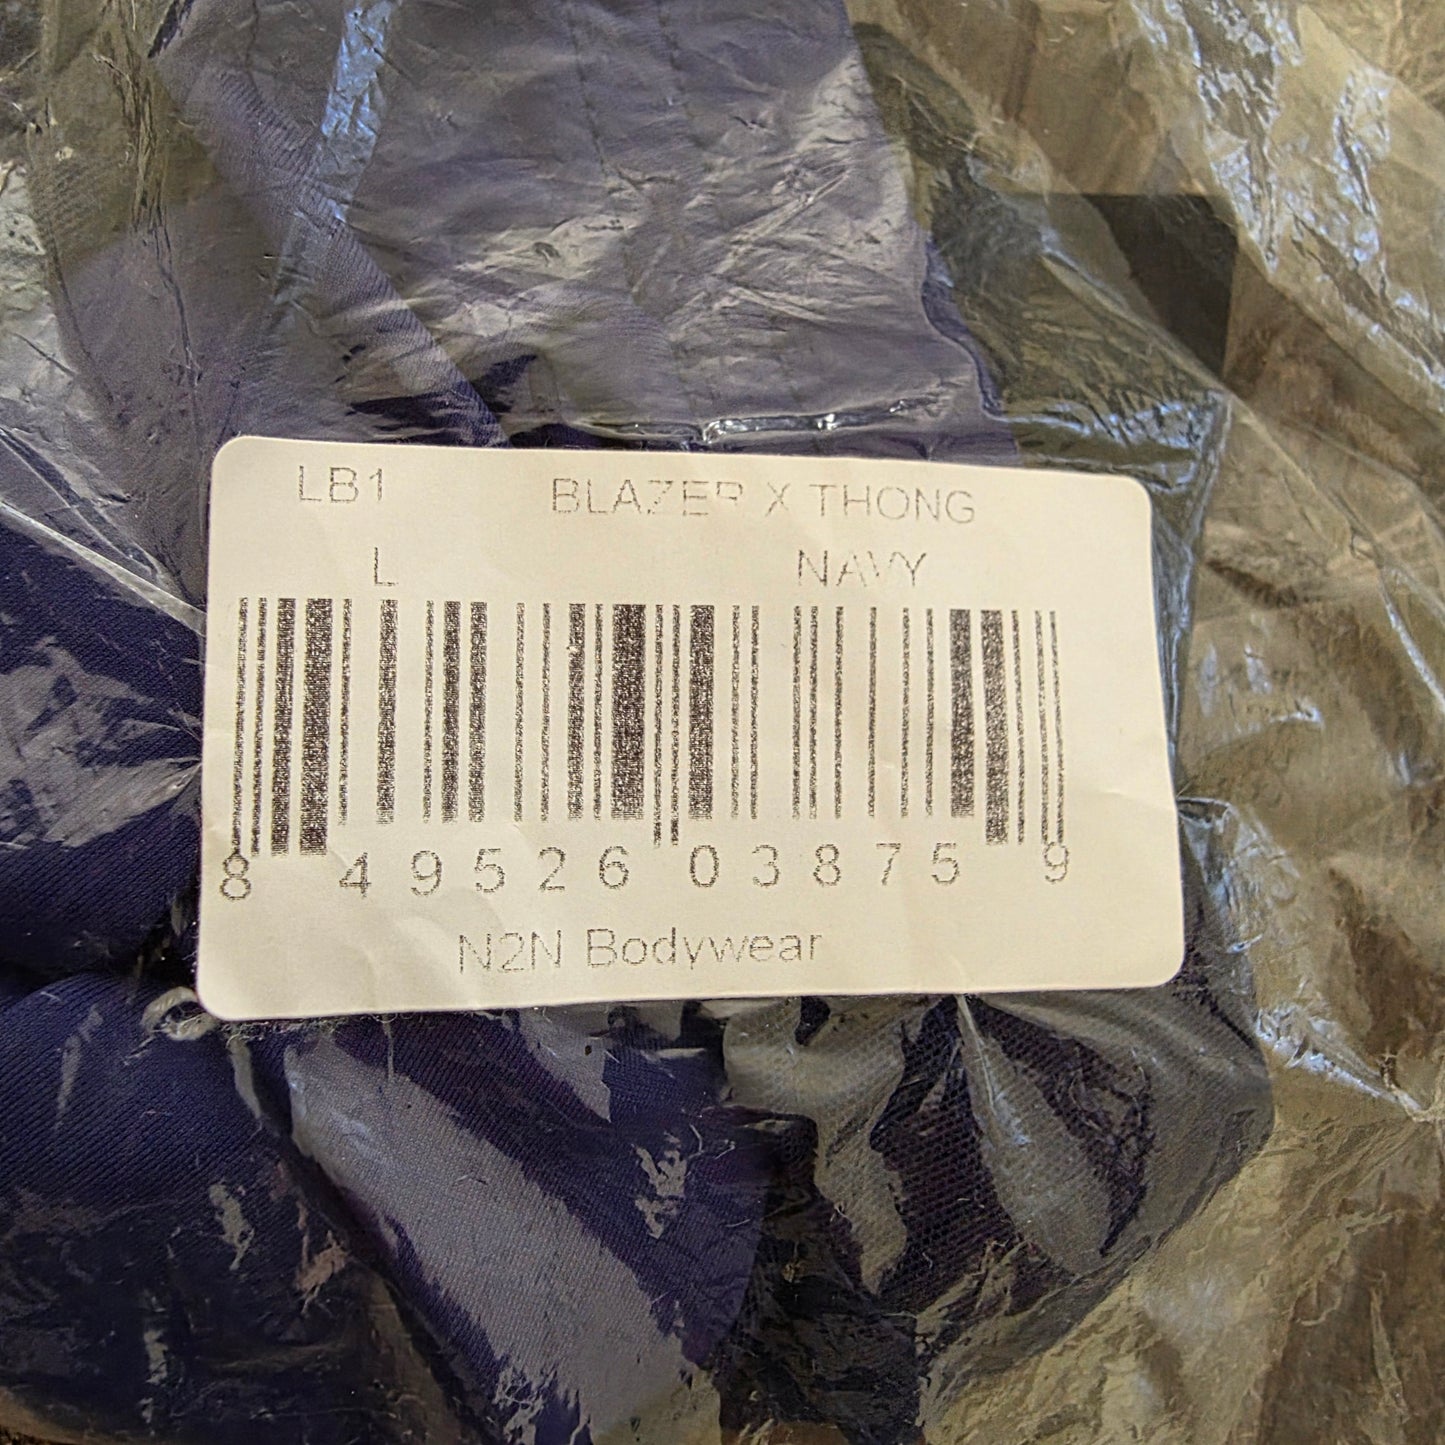 LB1 BLAZER X THONG
L NAVY
8 49526 03875 9
N2N Bodywear